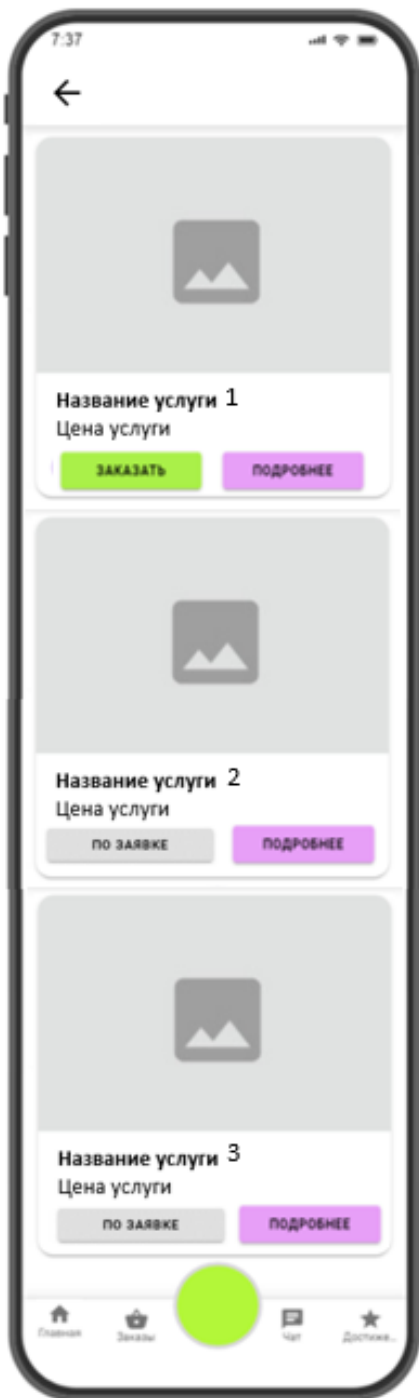 7:37
Название услуги 1
Цена услуги
ЗАКАЗАТЬ ПОДРОБНЕЕ
Название услуги 2
Цена услуги
ПО ЗАЯВКЕ ПОДРОБНЕЕ
Название услуги 3
Цена услуги
ПО ЗАЯВКЕ ПОДРОБНЕЕ
Главная Заказы Чат Достиже...